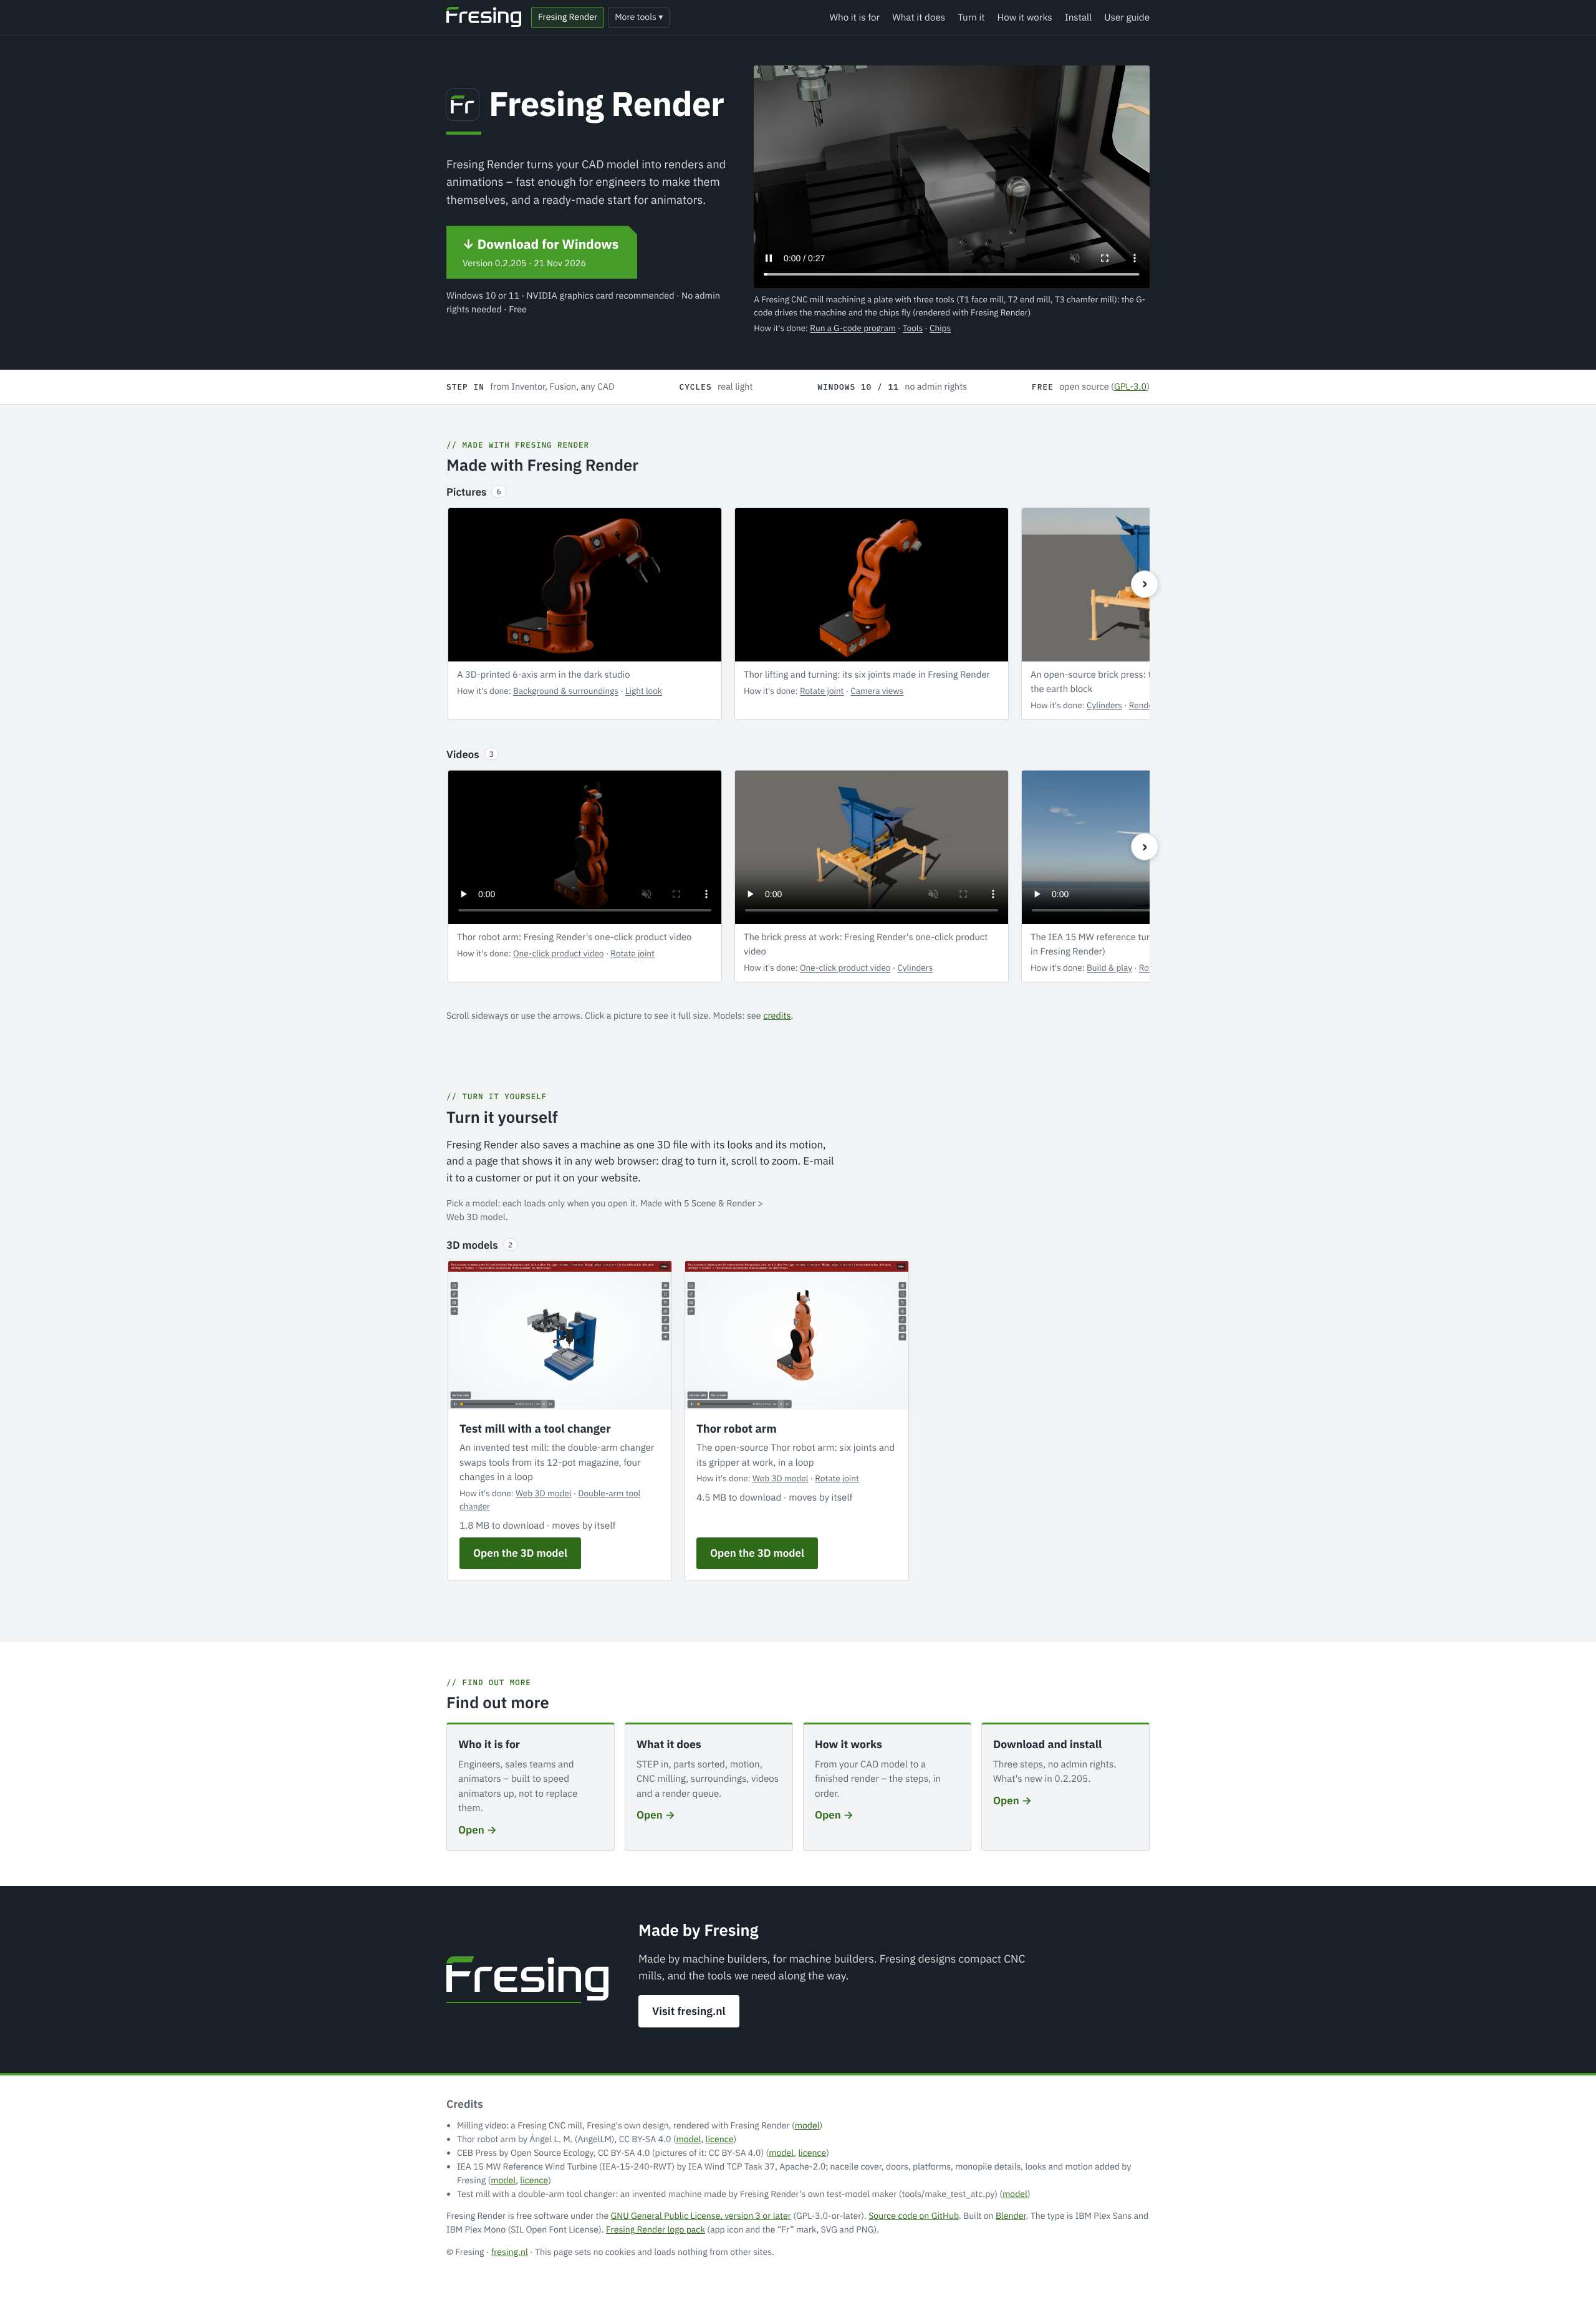 Fresing
Fresing Render
More tools ▾
Who it is for
What it does
Turn it
How it works
Install
User guide
Fr
Fresing Render
Fresing Render turns your CAD model into renders and
animations – fast enough for engineers to make them
themselves, and a ready-made start for animators.
↓ Download for Windows
Version 0.2.205 · 21 Nov 2026
Windows 10 or 11 · NVIDIA graphics card recommended · No admin
rights needed · Free
0:00 / 0:27
A Fresing CNC mill machining a plate with three tools (T1 face mill, T2 end mill, T3 chamfer mill): the G-
code drives the machine and the chips fly (rendered with Fresing Render)
How it's done: Run a G-code program · Tools · Chips
STEP IN from Inventor, Fusion, any CAD
CYCLES real light
WINDOWS 10 / 11 no admin rights
FREE open source (GPL-3.0)
// MADE WITH FRESING RENDER
Made with Fresing Render
Pictures 6
A 3D-printed 6-axis arm in the dark studio
How it's done: Background & surroundings · Light look
Thor lifting and turning: its six joints made in Fresing Render
How it's done: Rotate joint · Camera views
An open-source brick press:
the earth block
How it's done: Cylinders ·
Videos 3
0:00
Thor robot arm: Fresing Render's one-click product video
How it's done: One-click product video · Rotate joint
0:00
The brick press at work: Fresing Render's one-click product
video
How it's done: One-click product video · Cylinders
0:00
The IEA 15 MW reference
in Fresing Render)
How it's done: Build & play ·
Scroll sideways or use the arrows. Click a picture to see it full size. Models: see credits.
// TURN IT YOURSELF
Turn it yourself
Fresing Render also saves a machine as one 3D file with its looks and its motion,
and a page that shows it in any web browser: drag to turn it, scroll to zoom. E-mail
it to a customer or put it on your website.
Pick a model: each loads only when you open it. Made with 5 Scene & Render >
Web 3D model.
3D models 2
Test mill with a tool changer
An invented test mill: the double-arm changer
swaps tools from its 12-pot magazine, four
changes in a loop
How it's done: Web 3D model · Double-arm tool
changer
1.8 MB to download · moves by itself
Open the 3D model
Thor robot arm
The open-source Thor robot arm: six joints and
its gripper at work, in a loop
How it's done: Web 3D model · Rotate joint
4.5 MB to download · moves by itself
Open the 3D model
// FIND OUT MORE
Find out more
Who it is for
Engineers, sales teams and
animators – built to speed
animators up, not to replace
them.
Open →
What it does
STEP in, parts sorted, motion,
CNC milling, surroundings, videos
and a render queue.
Open →
How it works
From your CAD model to a
finished render – the steps, in
order.
Open →
Download and install
Three steps, no admin rights.
What's new in 0.2.205.
Open →
Fresing
Made by Fresing
Made by machine builders, for machine builders. Fresing designs compact CNC
mills, and the tools we need along the way.
Visit fresing.nl
Credits
• Milling video: a Fresing CNC mill, Fresing's own design, rendered with Fresing Render (model)
• Thor robot arm by Ángel L. M. (AngelLM), CC BY-SA 4.0 (model, licence)
• CEB Press by Open Source Ecology, CC BY-SA 4.0 (pictures of it: CC BY-SA 4.0) (model, licence)
• IEA 15 MW Reference Wind Turbine (IEA-15-240-RWT) by IEA Wind TCP Task 37, Apache-2.0; nacelle cover, doors, platforms, monopile details, looks and motion added by
Fresing (model, licence)
• Test mill with a double-arm tool changer: an invented machine made by Fresing Render's own test-model maker (tools/make_test_atc.py) (model)
Fresing Render is free software under the GNU General Public License, version 3 or later (GPL-3.0-or-later). Source code on GitHub. Built on Blender. The type is IBM Plex Sans and
IBM Plex Mono (SIL Open Font License). Fresing Render logo pack (app icon and the “Fr” mark, SVG and PNG).
© Fresing · fresing.nl · This page sets no cookies and loads nothing from other sites.